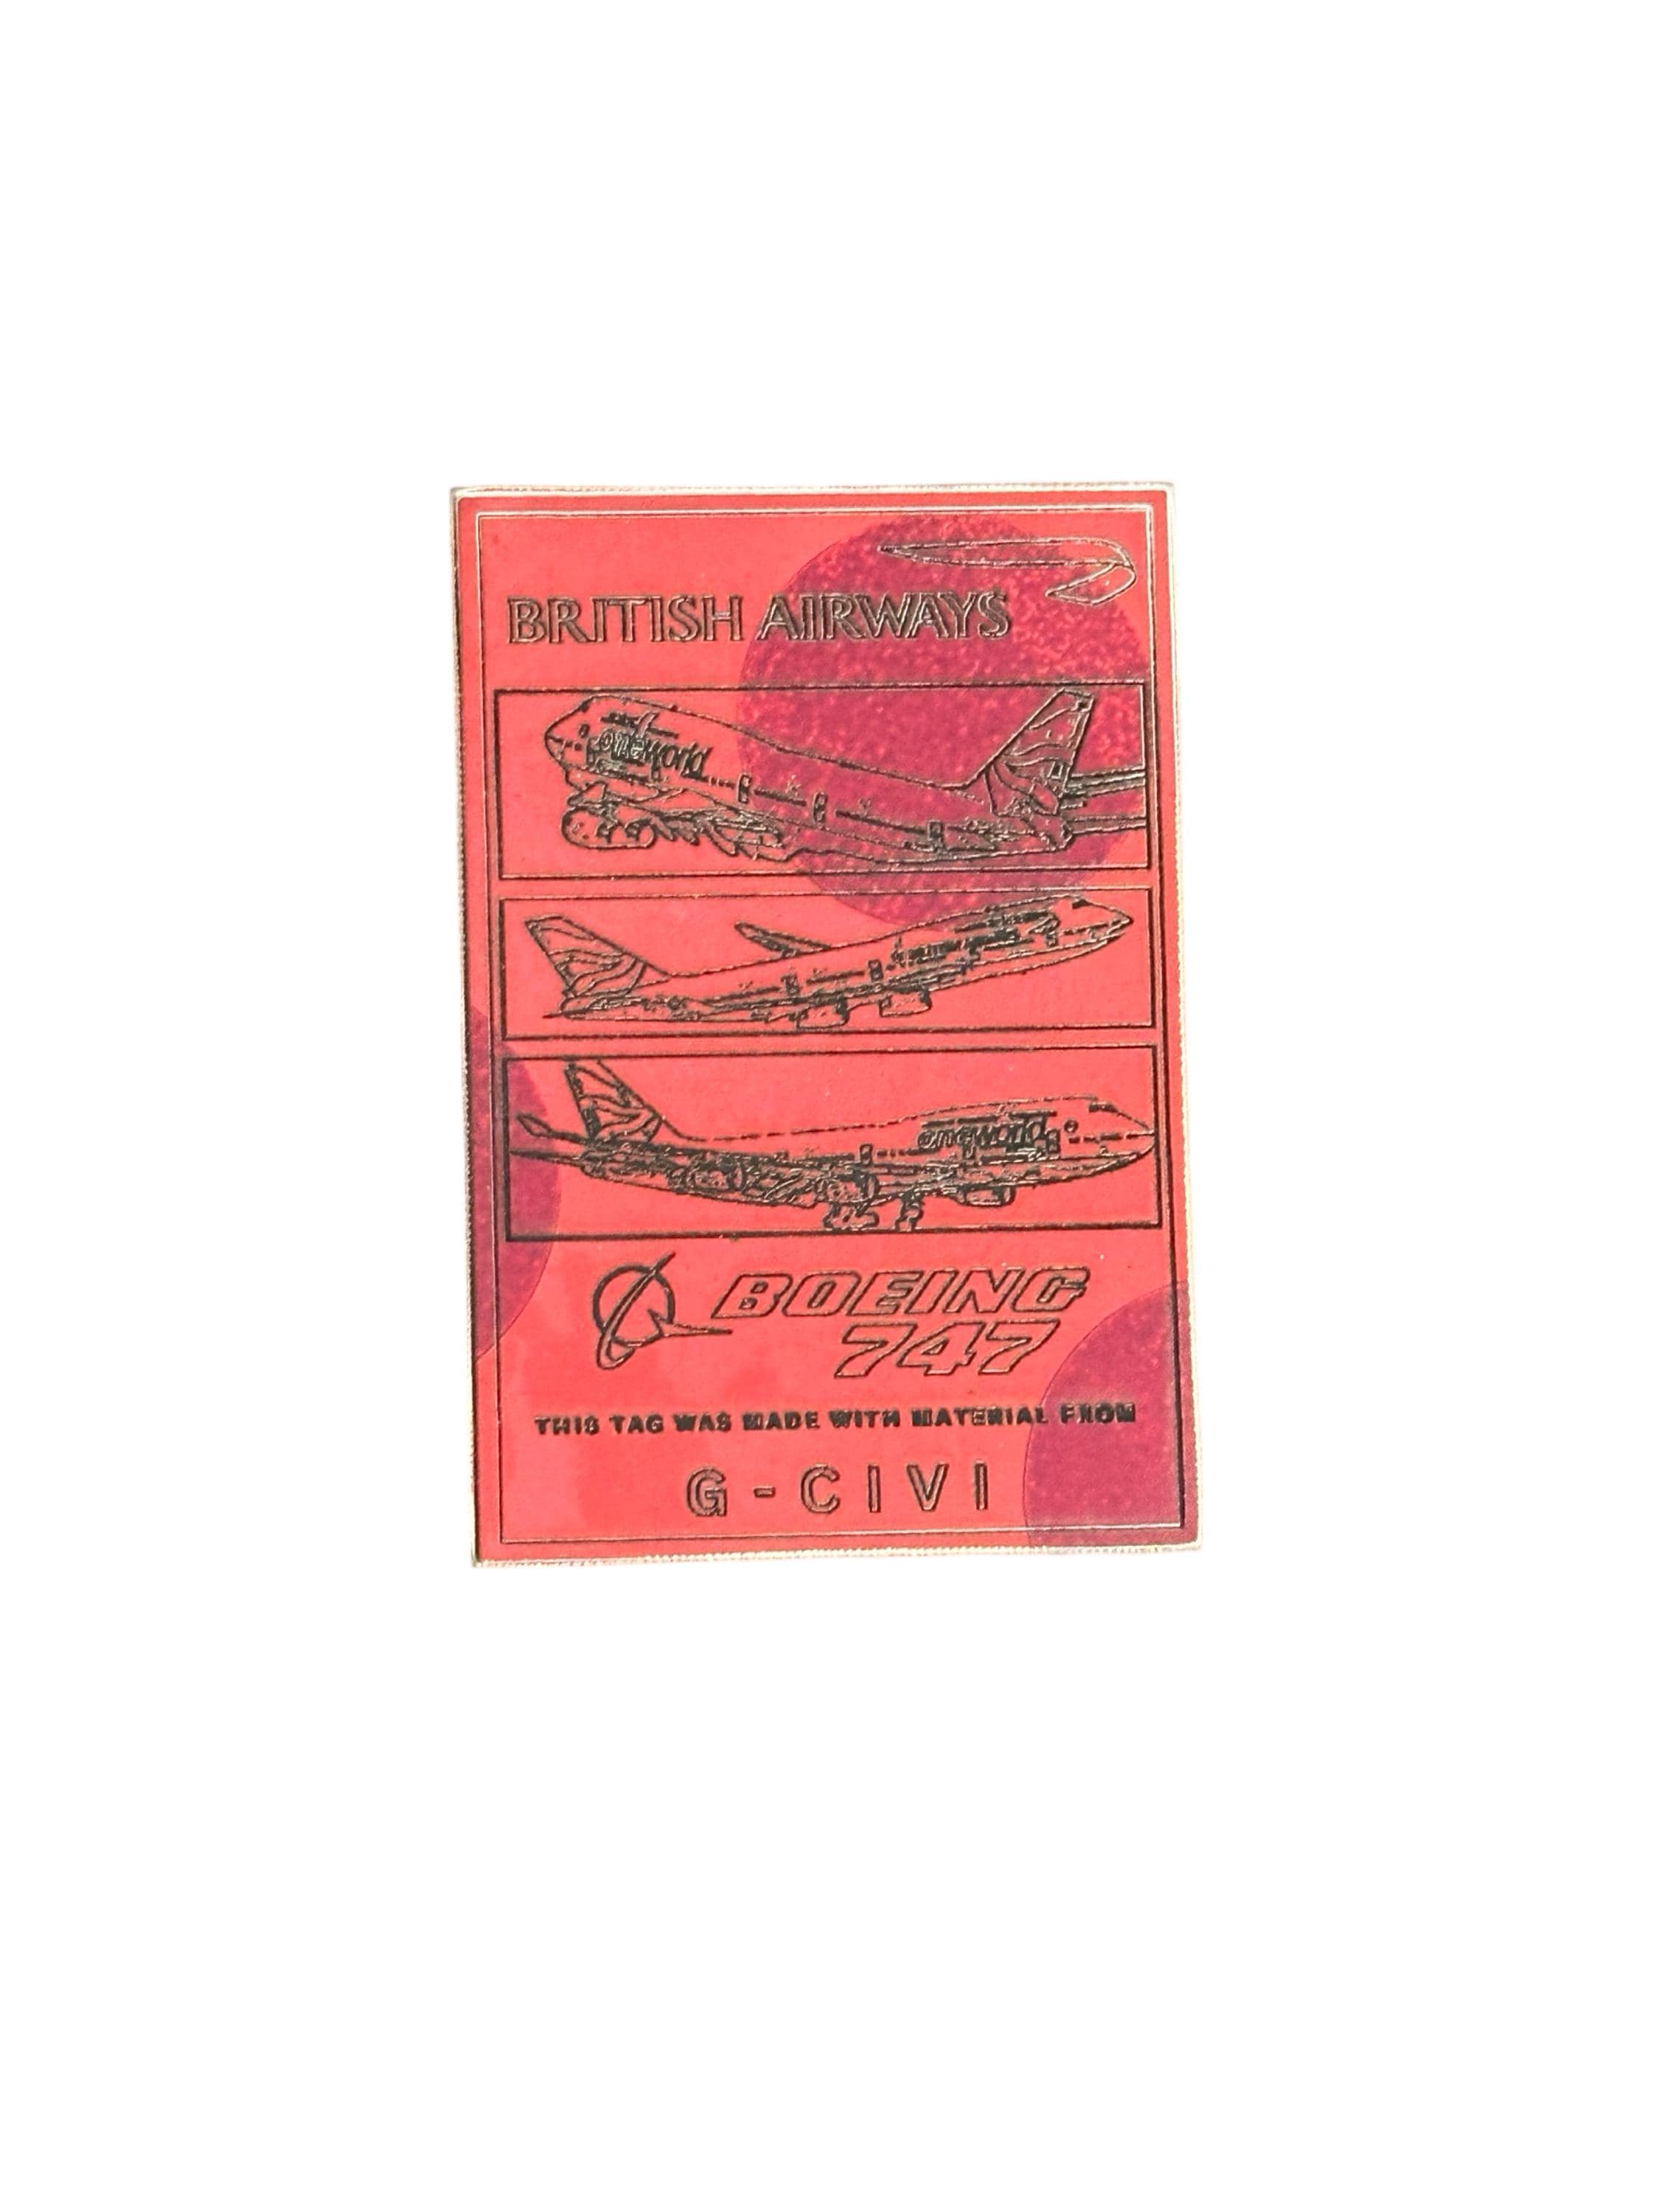 BRITISH AIRWAYS
oneworld
oneworld
BOEING
747
THIS TAG WAS MADE WITH MATERIAL FROM
G-CIVI